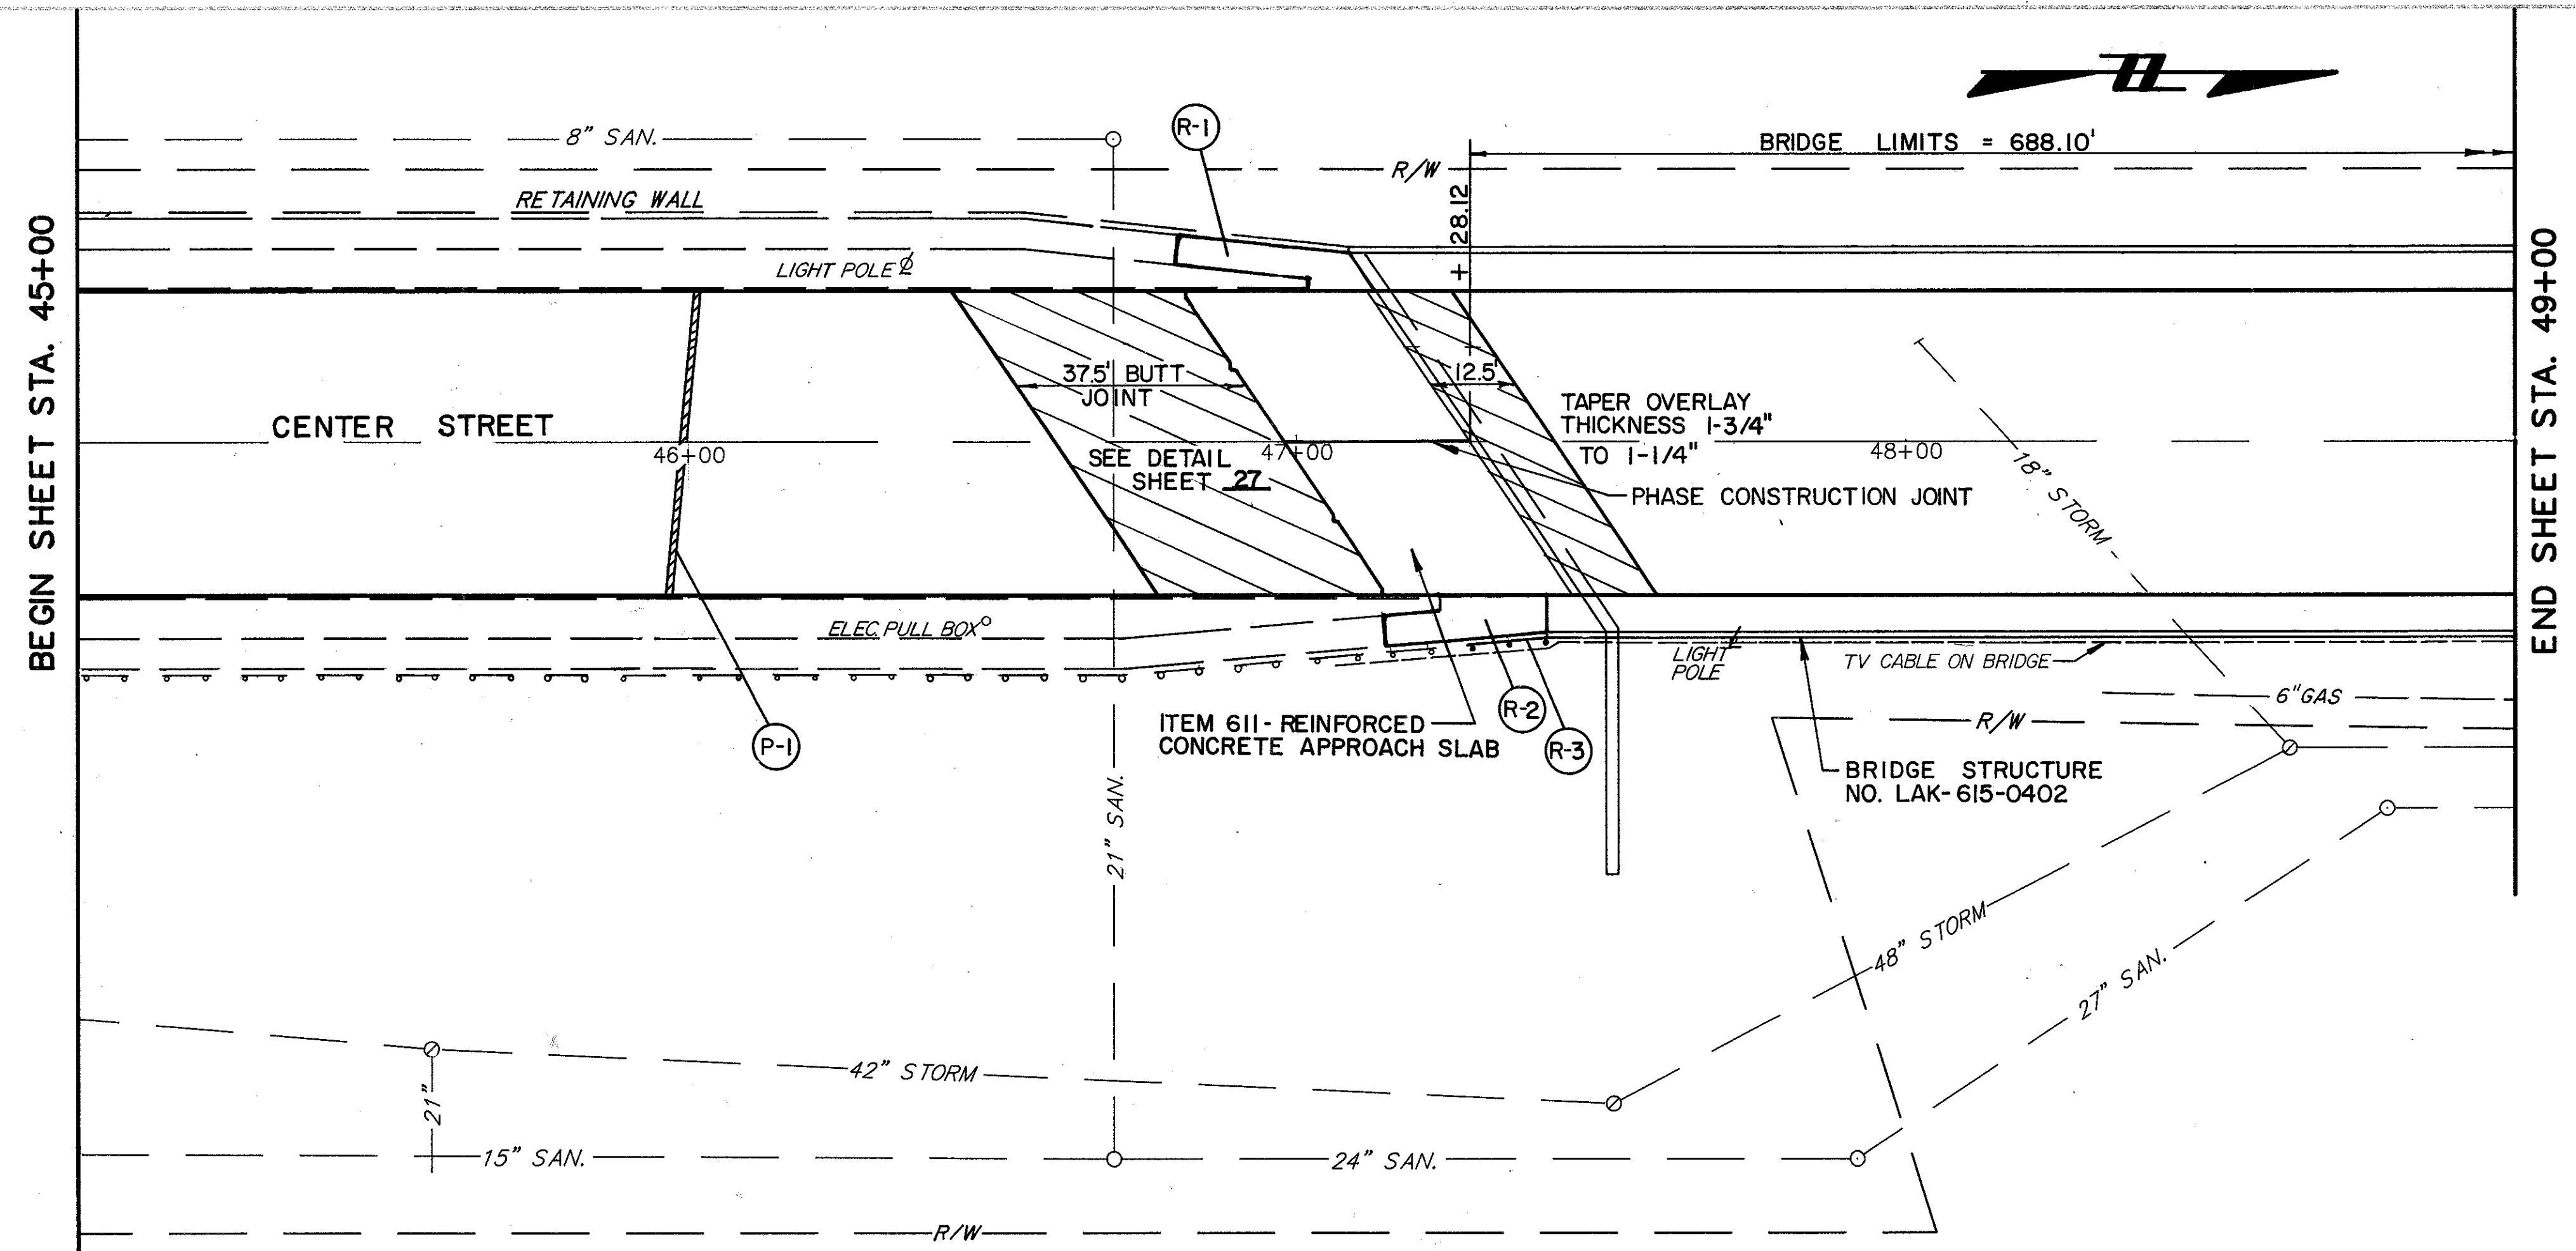 BEGIN SHEET STA. 45+00
END SHEET STA. 49+00
8" SAN.
R-1
BRIDGE LIMITS = 688.10'
R/W
RETAINING WALL
+ 28.12
LIGHT POLE
37.5' BUTT
JOINT
12.5'
TAPER OVERLAY
THICKNESS 1-3/4"
TO 1-1/4"
CENTER STREET
46+00
47+00
48+00
SEE DETAIL
SHEET 27
PHASE CONSTRUCTION JOINT
18" STORM
ELEC. PULL BOX
LIGHT
POLE
TV CABLE ON BRIDGE
6" GAS
R/W
P-1
ITEM 611-REINFORCED
CONCRETE APPROACH SLAB
R-2
R-3
BRIDGE STRUCTURE
NO. LAK-615-0402
21" SAN.
48" STORM
27" SAN.
42" STORM
21"
15" SAN.
24" SAN.
R/W